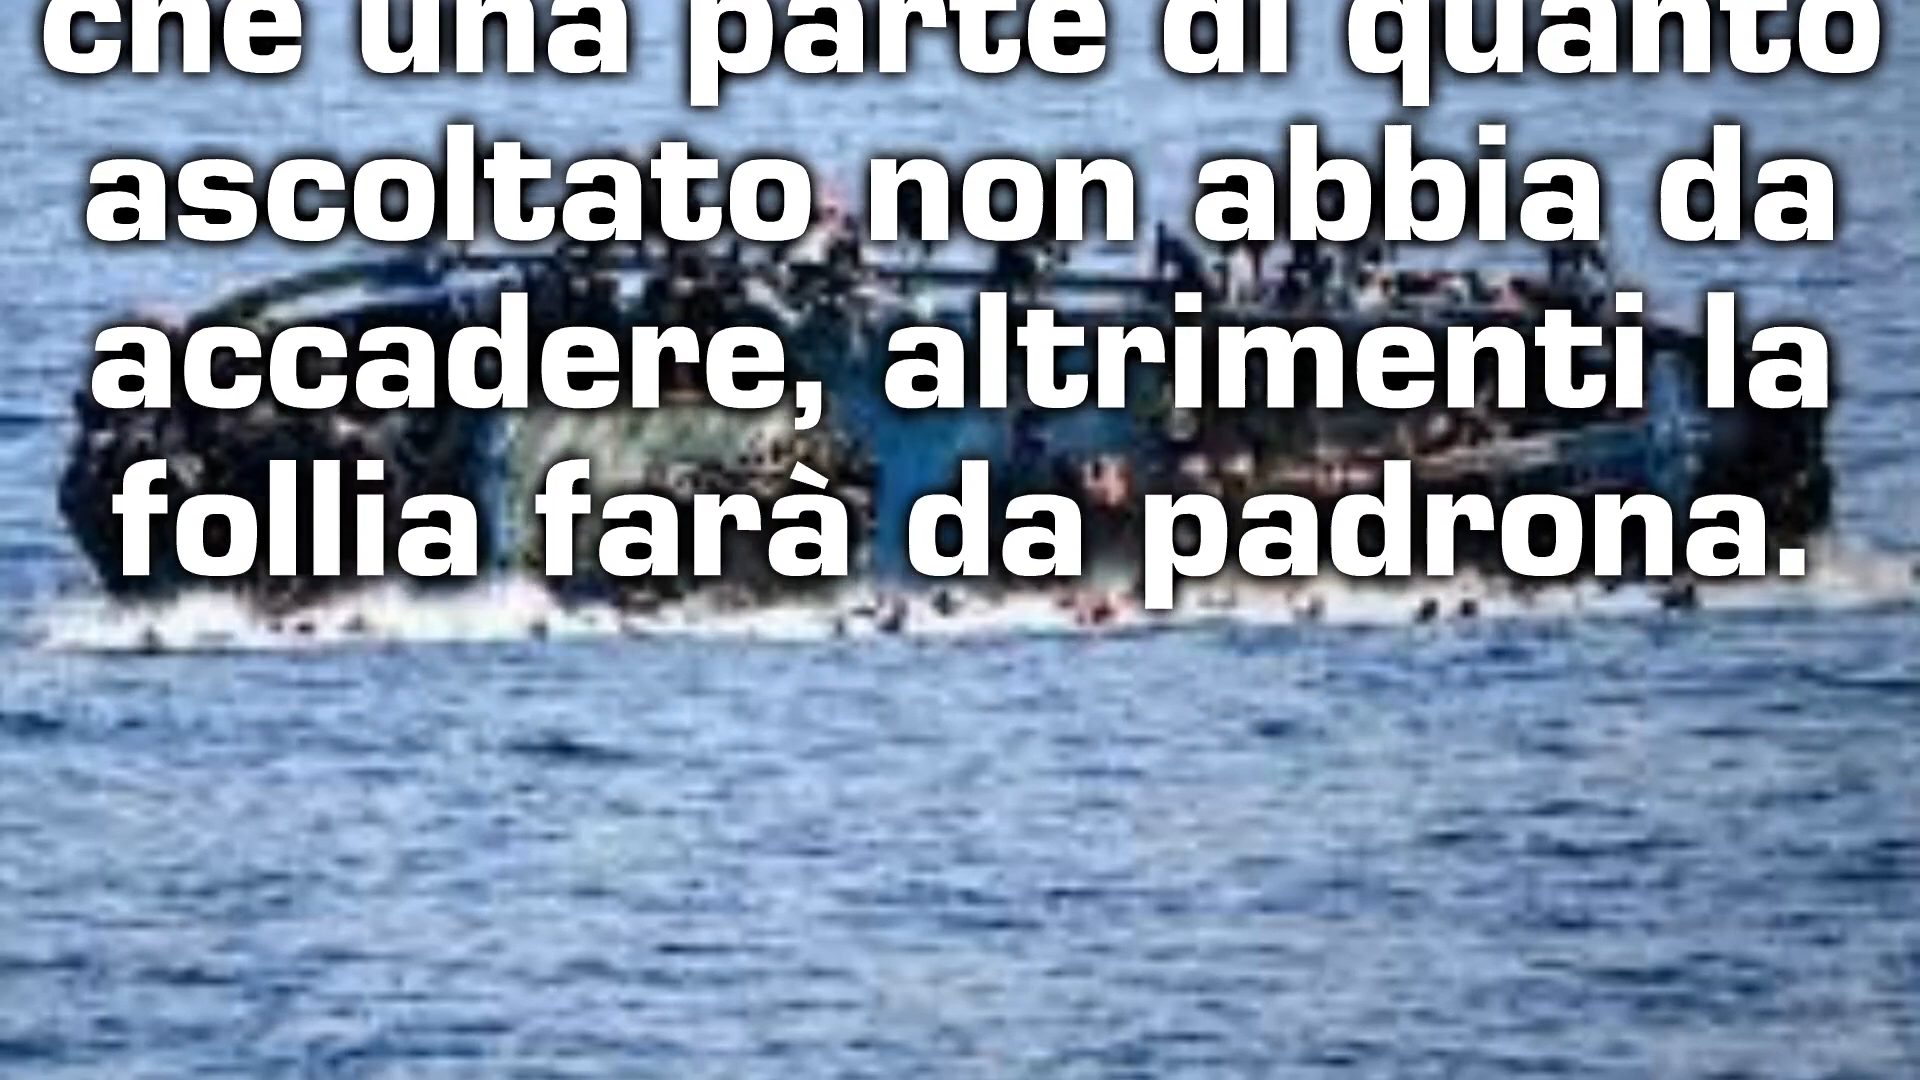 che una parte di quanto
ascoltato non abbia da
accadere, altrimenti la
follia farà da padrona.